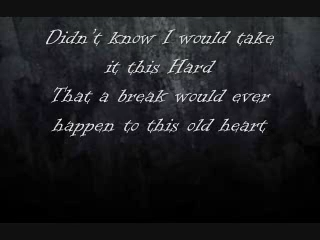 Didn't know I would take
it this Hard
That a break would ever
happen to this old heart